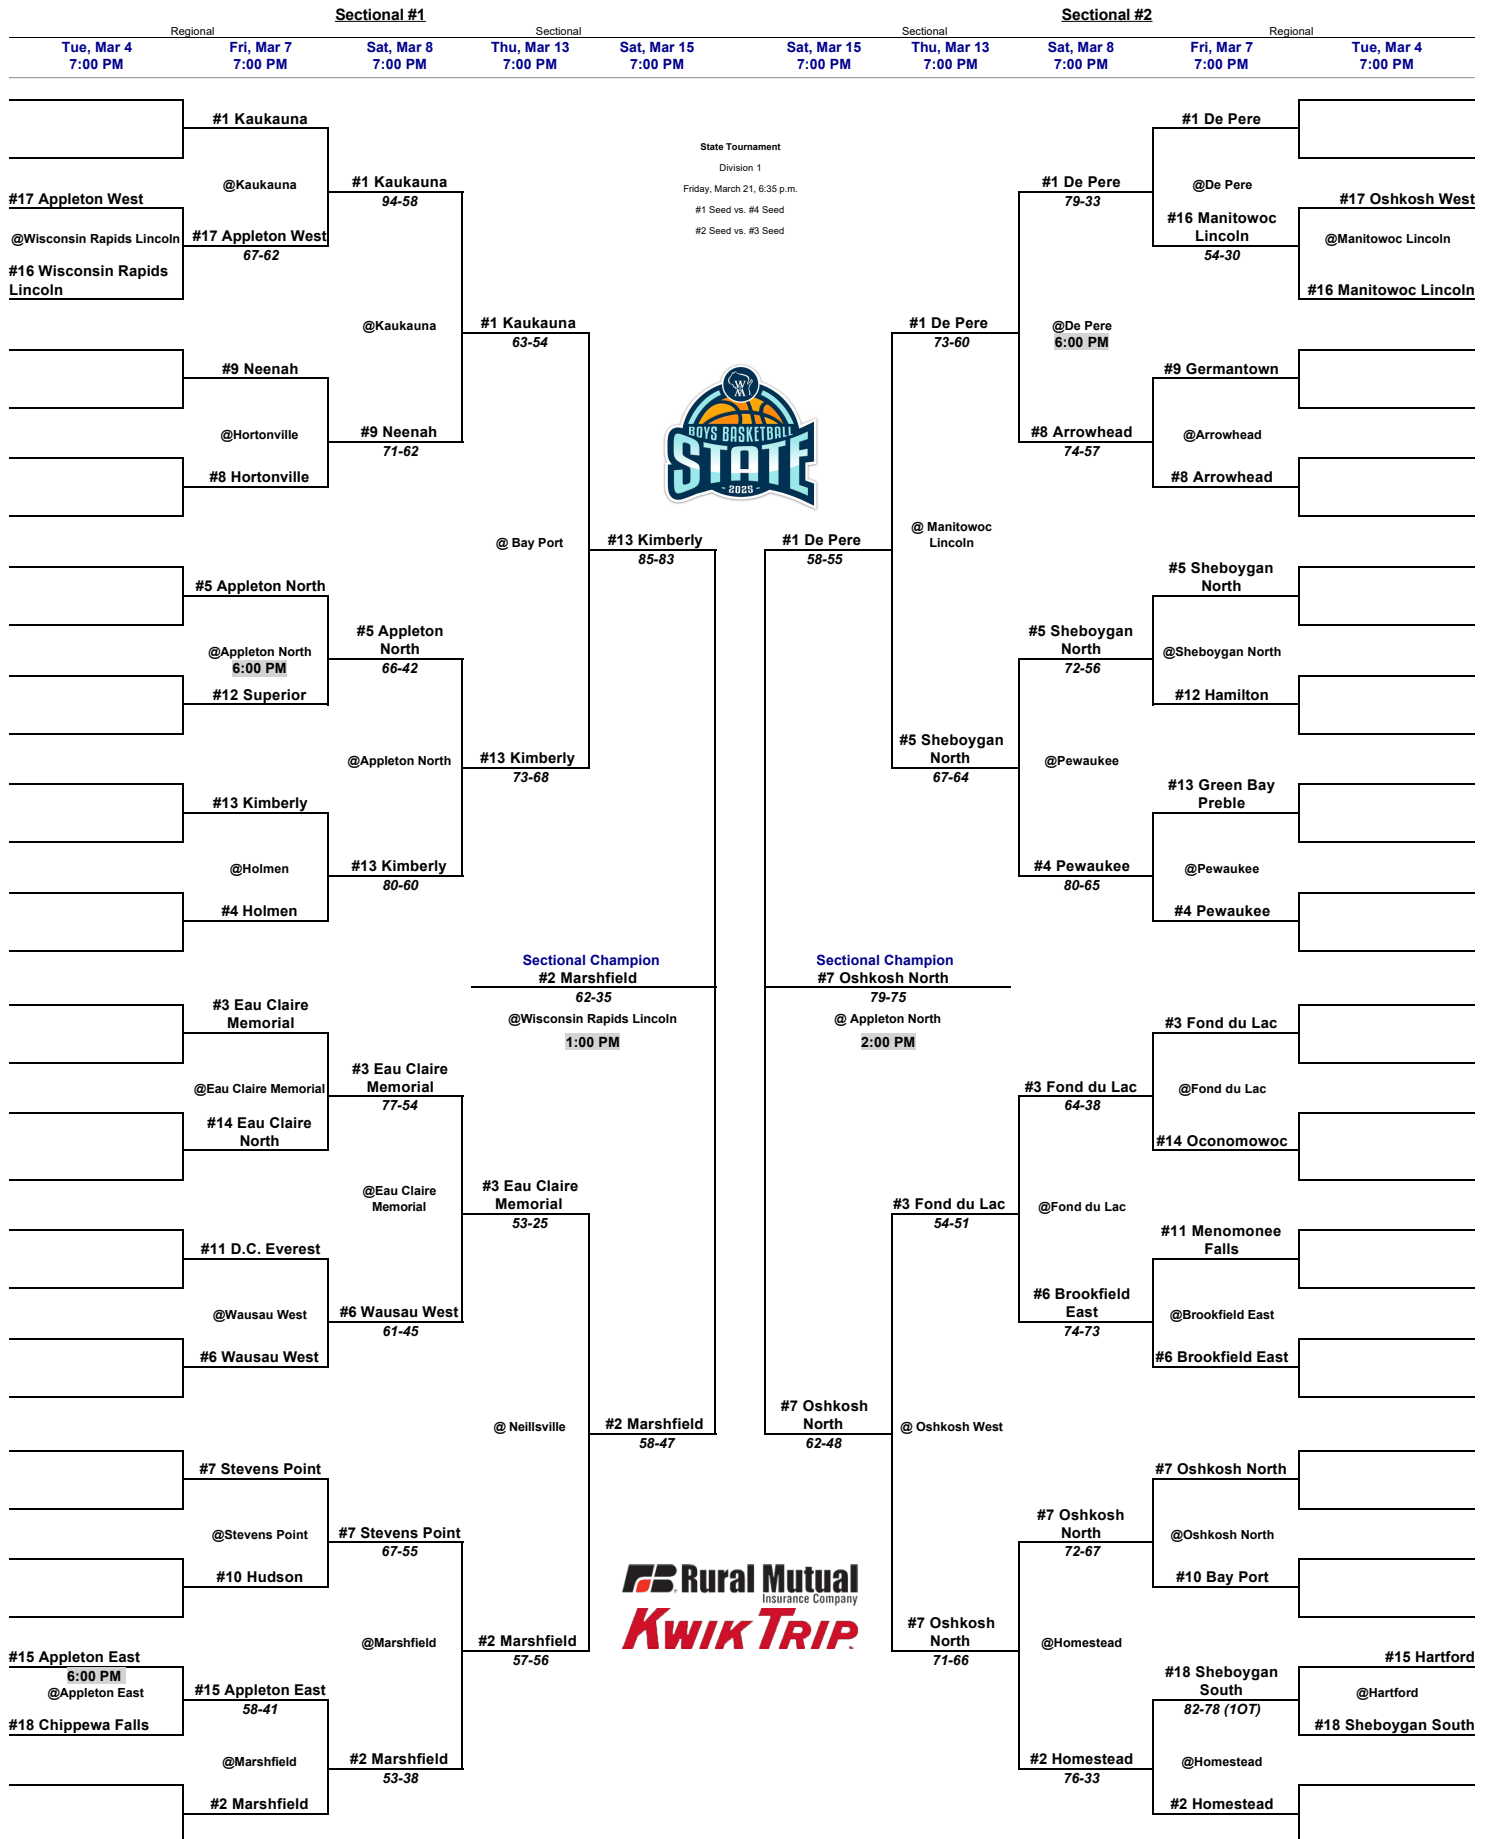 Sectional #1
Sectional #2
Regional
Sectional
Sectional
Regional
Tue, Mar 4
7:00 PM
Fri, Mar 7
7:00 PM
Sat, Mar 8
7:00 PM
Thu, Mar 13
7:00 PM
Sat, Mar 15
7:00 PM
Sat, Mar 15
7:00 PM
Thu, Mar 13
7:00 PM
Sat, Mar 8
7:00 PM
Fri, Mar 7
7:00 PM
Tue, Mar 4
7:00 PM
#17 Appleton West
@Wisconsin Rapids Lincoln
#16 Wisconsin Rapids
Lincoln
#15 Appleton East
6:00 PM
@Appleton East
#18 Chippewa Falls
#1 Kaukauna
@Kaukauna
#17 Appleton West
67-62
#9 Neenah
@Hortonville
#8 Hortonville
#5 Appleton North
@Appleton North
6:00 PM
#12 Superior
#13 Kimberly
@Holmen
#4 Holmen
#3 Eau Claire
Memorial
@Eau Claire Memorial
#14 Eau Claire
North
#11 D.C. Everest
@Wausau West
#6 Wausau West
#7 Stevens Point
@Stevens Point
#10 Hudson
#15 Appleton East
58-41
@Marshfield
#2 Marshfield
#1 Kaukauna
94-58
@Kaukauna
#9 Neenah
71-62
#5 Appleton
North
66-42
@Appleton North
#13 Kimberly
80-60
#3 Eau Claire
Memorial
77-54
@Eau Claire
Memorial
#6 Wausau West
61-45
#7 Stevens Point
67-55
@Marshfield
#2 Marshfield
53-38
#1 Kaukauna
63-54
@ Bay Port
#13 Kimberly
73-68
#3 Eau Claire
Memorial
53-25
@ Neillsville
#2 Marshfield
57-56
#13 Kimberly
85-83
Sectional Champion
#2 Marshfield
62-35
@Wisconsin Rapids Lincoln
1:00 PM
#2 Marshfield
58-47
State Tournament
Division 1
Friday, March 21, 6:35 p.m.
#1 Seed vs. #4 Seed
#2 Seed vs. #3 Seed
WIAA
BOYS BASKETBALL
STATE
- 2025 -
Rural Mutual
Insurance Company
KWIK TRIP
#1 De Pere
58-55
Sectional Champion
#7 Oshkosh North
79-75
@ Appleton North
2:00 PM
#7 Oshkosh
North
62-48
#1 De Pere
73-60
@ Manitowoc
Lincoln
#5 Sheboygan
North
67-64
#3 Fond du Lac
54-51
@ Oshkosh West
#7 Oshkosh
North
71-66
#1 De Pere
79-33
@De Pere
6:00 PM
#8 Arrowhead
74-57
#5 Sheboygan
North
72-56
@Pewaukee
#4 Pewaukee
80-65
#3 Fond du Lac
64-38
@Fond du Lac
#6 Brookfield
East
74-73
#7 Oshkosh
North
72-67
@Homestead
#2 Homestead
76-33
#1 De Pere
@De Pere
#16 Manitowoc
Lincoln
54-30
#9 Germantown
@Arrowhead
#8 Arrowhead
#5 Sheboygan
North
@Sheboygan North
#12 Hamilton
#13 Green Bay
Preble
@Pewaukee
#4 Pewaukee
#3 Fond du Lac
@Fond du Lac
#14 Oconomowoc
#11 Menomonee
Falls
@Brookfield East
#6 Brookfield East
#7 Oshkosh North
@Oshkosh North
#10 Bay Port
#18 Sheboygan
South
82-78 (1OT)
@Homestead
#2 Homestead
#17 Oshkosh West
@Manitowoc Lincoln
#16 Manitowoc Lincoln
#15 Hartford
@Hartford
#18 Sheboygan South